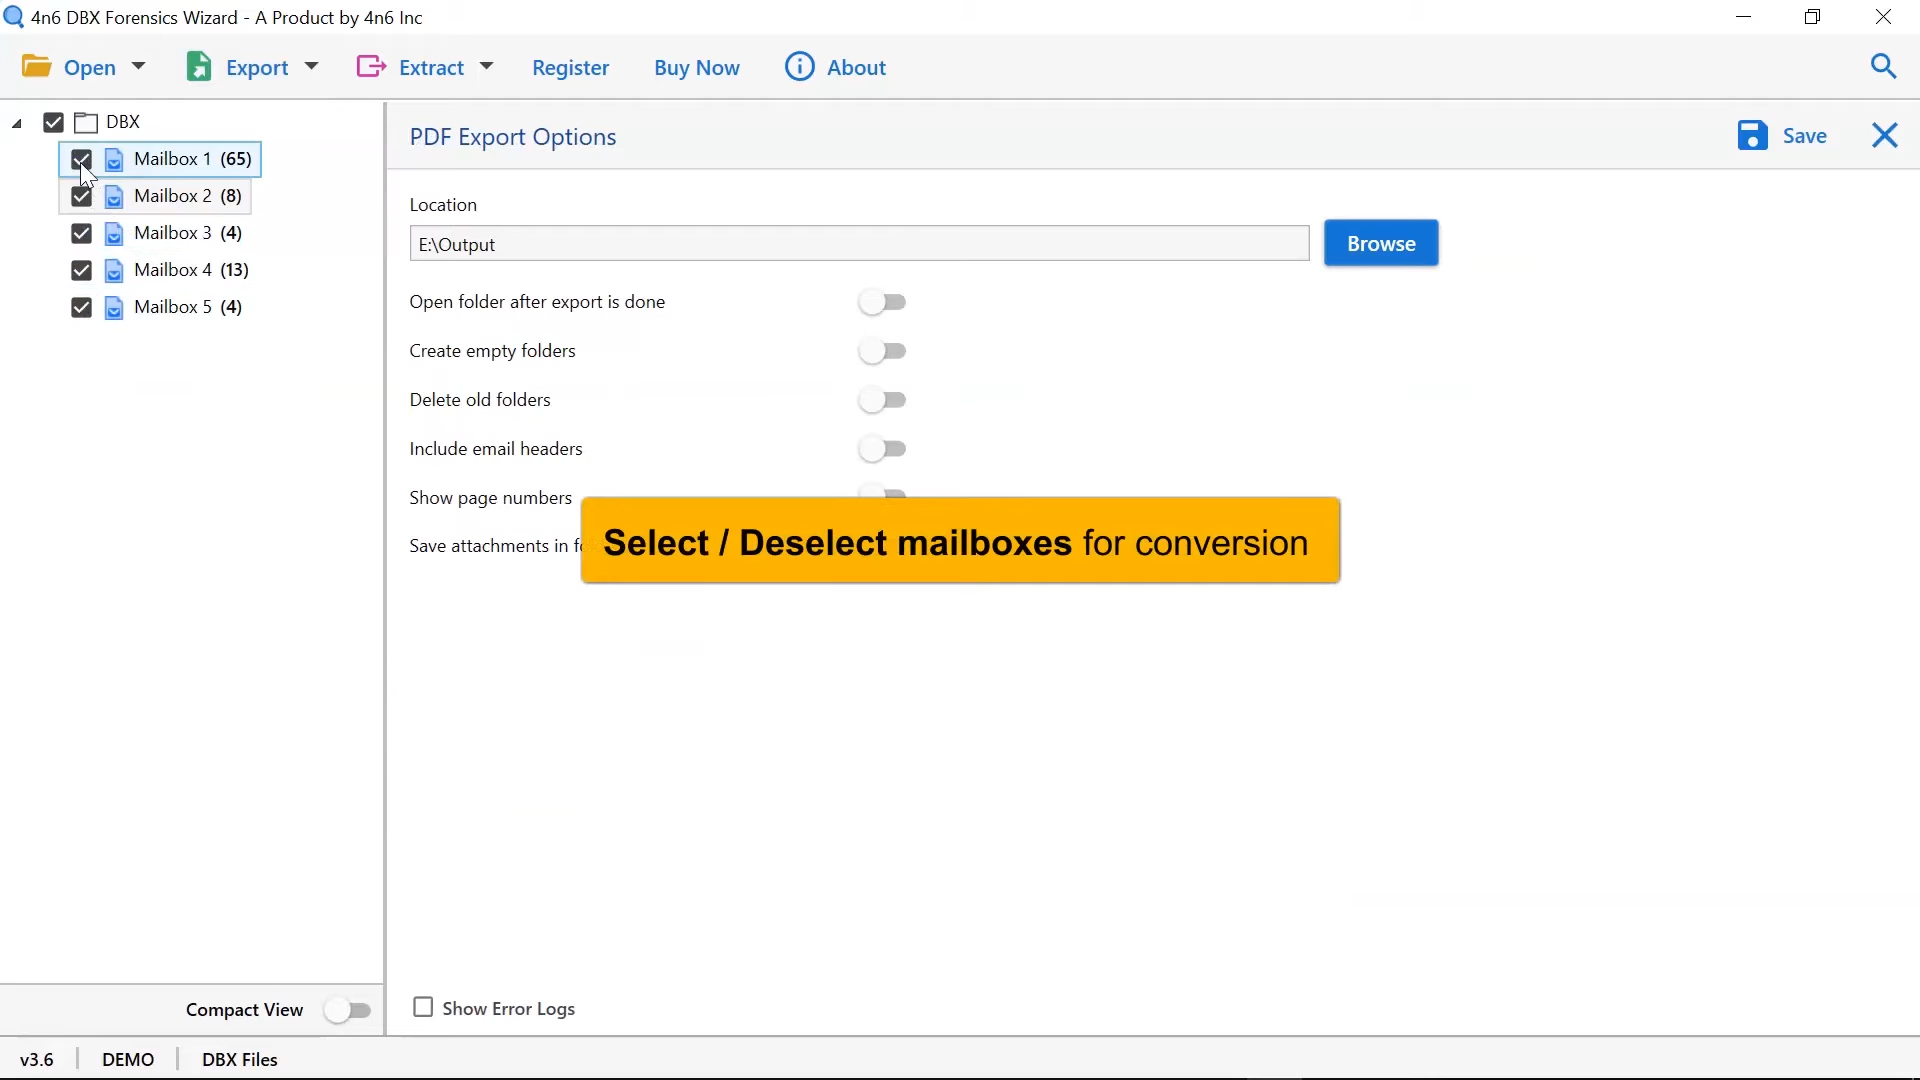 4n6 DBX Forensics Wizard - A Product by 4n6 Inc
Open Export Extract Register Buy Now About
DBX
Mailbox 1 (65)
Mailbox 2 (8)
Mailbox 3 (4)
Mailbox 4 (13)
Mailbox 5 (4)
PDF Export Options
Save
Location
E:\Output
Browse
Open folder after export is done
Create empty folders
Delete old folders
Include email headers
Show page numbers
Save attachments in
Select / Deselect mailboxes for conversion
Compact View
Show Error Logs
v3.6 DEMO DBX Files